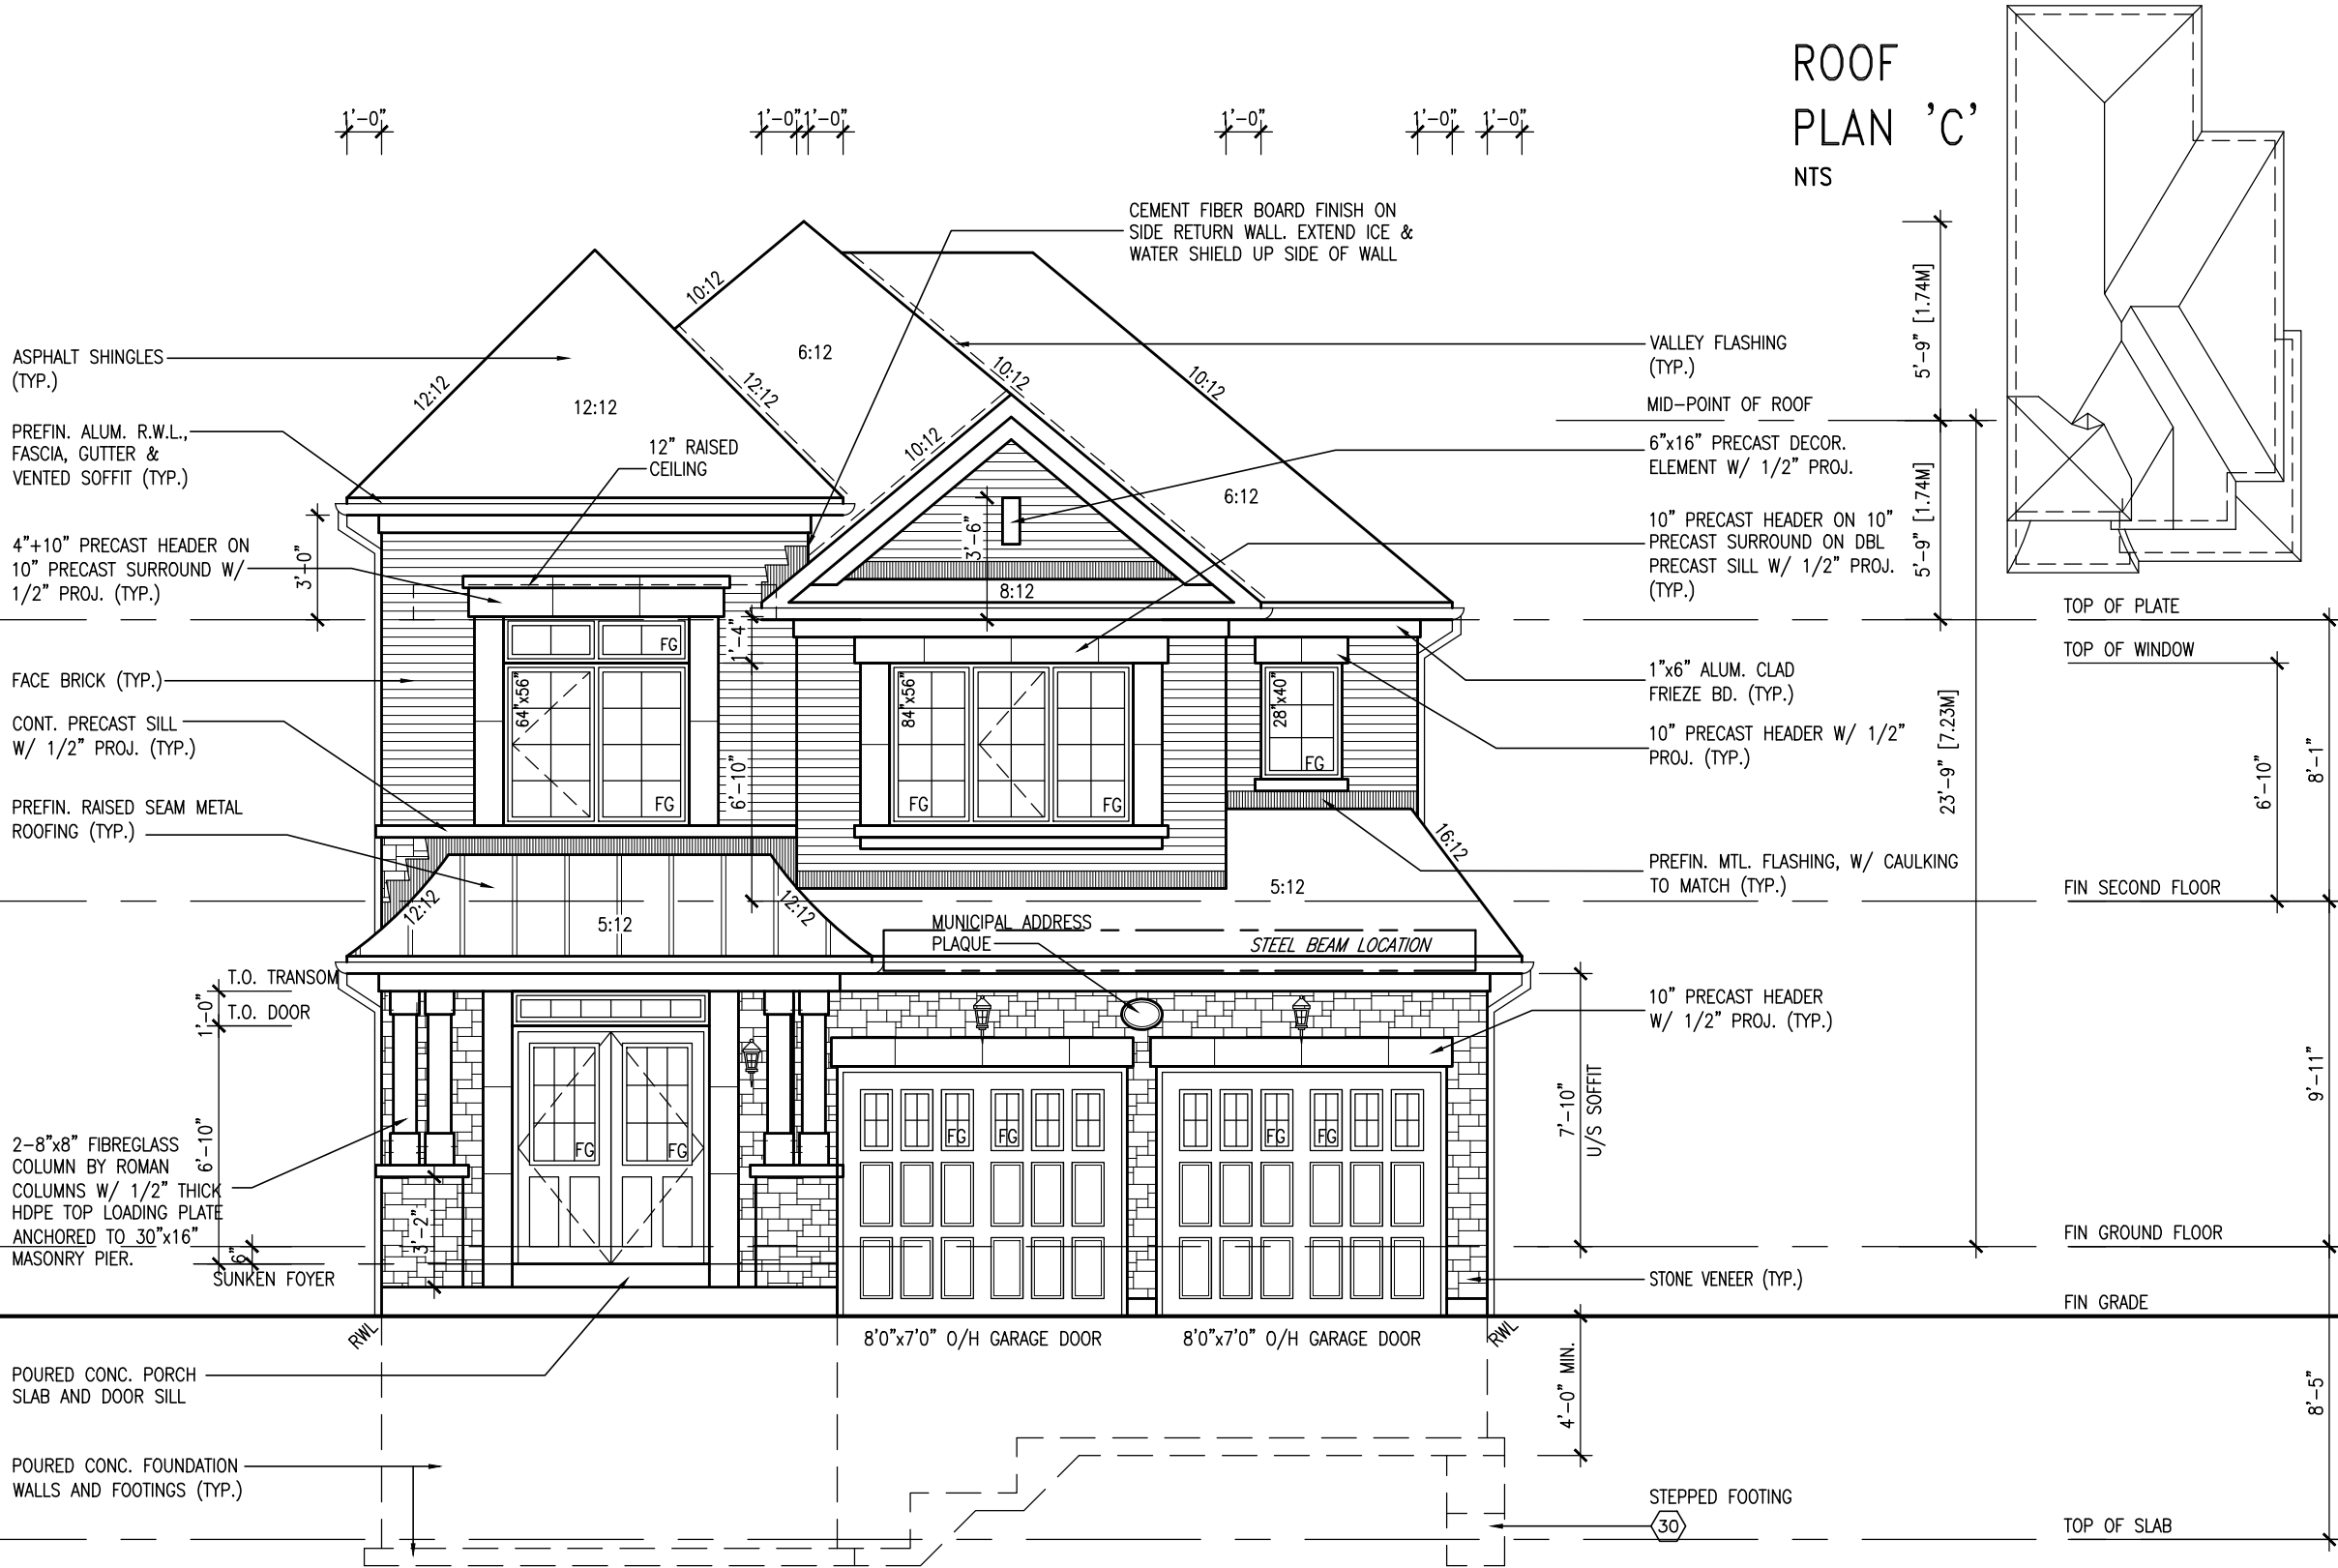 ROOF
PLAN 'C'
NTS
1'-0"
1'-0"
1'-0"
1'-0"
1'-0"
1'-0"
CEMENT FIBER BOARD FINISH ON
SIDE RETURN WALL. EXTEND ICE &
WATER SHIELD UP SIDE OF WALL
ASPHALT SHINGLES
(TYP.)
PREFIN. ALUM. R.W.L.,
FASCIA, GUTTER &
VENTED SOFFIT (TYP.)
4"+10" PRECAST HEADER ON
10" PRECAST SURROUND W/
1/2" PROJ. (TYP.)
FACE BRICK (TYP.)
CONT. PRECAST SILL
W/ 1/2" PROJ. (TYP.)
PREFIN. RAISED SEAM METAL
ROOFING (TYP.)
T.O. TRANSOM
T.O. DOOR
1'-0"
6'-10"
2-8"x8" FIBREGLASS
COLUMN BY ROMAN
COLUMNS W/ 1/2" THICK
HDPE TOP LOADING PLATE
ANCHORED TO 30"x16"
MASONRY PIER.
6"
SUNKEN FOYER
RWL
POURED CONC. PORCH
SLAB AND DOOR SILL
POURED CONC. FOUNDATION
WALLS AND FOOTINGS (TYP.)
12:12
12:12
12:12
10:12
6:12
10:12
10:12
10:12
6:12
8:12
12" RAISED
CEILING
3'-0"
3'-6"
1'-4"
6'-10"
64"x56"
FG
FG
84"x56"
FG
FG
28"x40"
FG
16:12
5:12
12:12
5:12
12:12
MUNICIPAL ADDRESS
PLAQUE
STEEL BEAM LOCATION
FG
FG
3'-2"
FG
FG
FG
FG
8'0"x7'0" O/H GARAGE DOOR
8'0"x7'0" O/H GARAGE DOOR
RWL
VALLEY FLASHING
(TYP.)
MID-POINT OF ROOF
6"x16" PRECAST DECOR.
ELEMENT W/ 1/2" PROJ.
10" PRECAST HEADER ON 10"
PRECAST SURROUND ON DBL
PRECAST SILL W/ 1/2" PROJ.
(TYP.)
1"x6" ALUM. CLAD
FRIEZE BD. (TYP.)
10" PRECAST HEADER W/ 1/2"
PROJ. (TYP.)
PREFIN. MTL. FLASHING, W/ CAULKING
TO MATCH (TYP.)
10" PRECAST HEADER
W/ 1/2" PROJ. (TYP.)
7'-10"
U/S SOFFIT
STONE VENEER (TYP.)
4'-0" MIN.
STEPPED FOOTING
30
5'-9" [1.74M]
5'-9" [1.74M]
23'-9" [7.23M]
TOP OF PLATE
TOP OF WINDOW
6'-10"
8'-1"
FIN SECOND FLOOR
9'-11"
FIN GROUND FLOOR
FIN GRADE
8'-5"
TOP OF SLAB